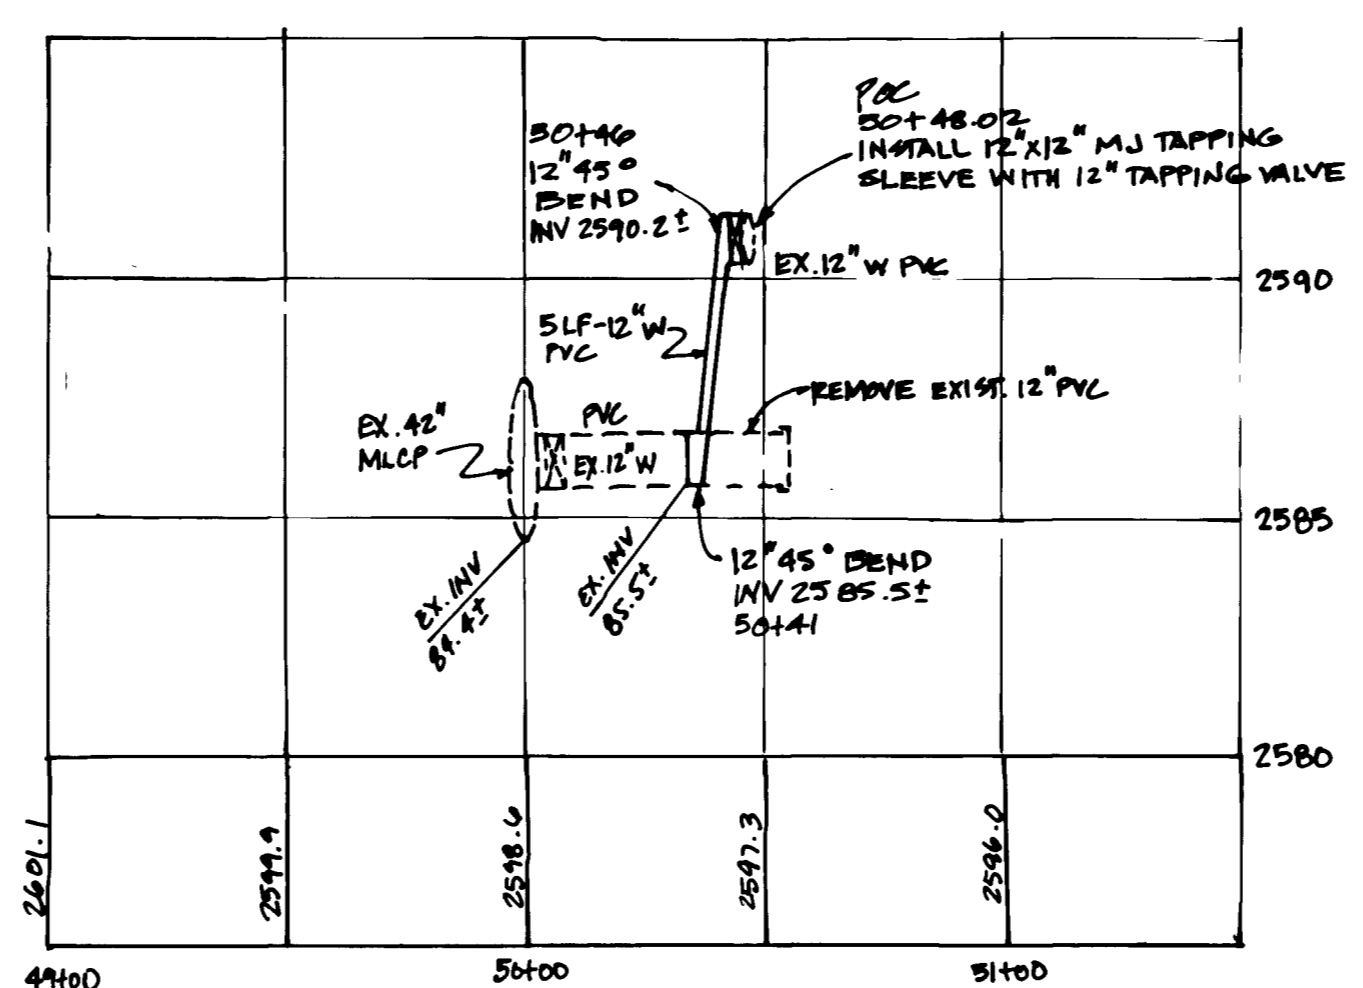 POC
50+48.02
INSTALL 12"X12" MJ TAPPING
SLEEVE WITH 12" TAPPING VALVE
50+46
12" 45°
BEND
INV 2590.2±
EX. 12" W PVC
2590
5 LF-12" W
PVC
REMOVE EXIST. 12" PVC
EX. 42"
MLCP
PVC
EX. 12" W
2585
EX. INV
84.4±
EX. INV
85.5±
12" 45° BEND
INV 2585.5±
50+41
2580
2601.1
2599.9
2598.6
2597.3
2596.0
49+00
50+00
51+00